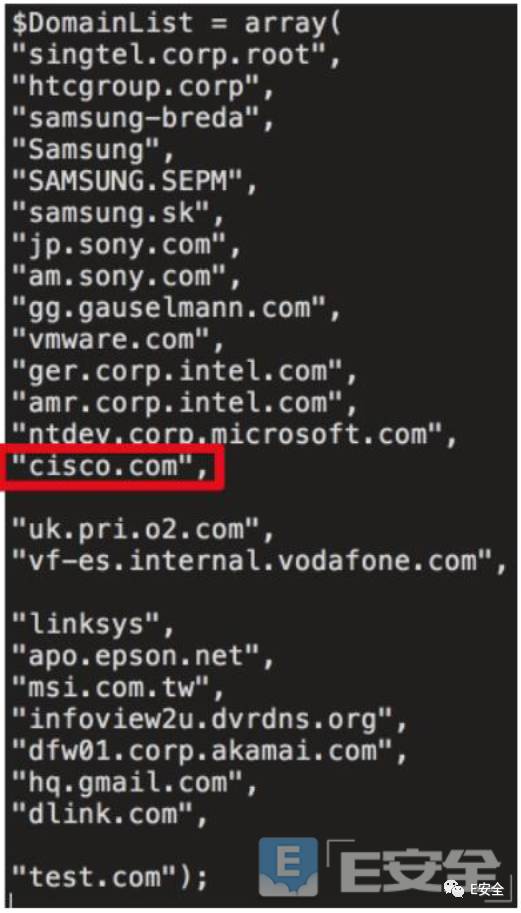 $DomainList = array(
"singtel.corp.root",
"htcgroup.corp",
"samsung-breda",
"Samsung",
"SAMSUNG.SEPM",
"samsung.sk",
"jp.sony.com",
"am.sony.com",
"gg.gauselmann.com",
"vmware.com",
"ger.corp.intel.com",
"amr.corp.intel.com",
"ntdev.corp.microsoft.com",
"cisco.com",
"uk.pri.o2.com",
"vf-es.internal.vodafone.com",
"linksys",
"apo.epson.net",
"msi.com.tw",
"infoview2u.dvrdns.org",
"dfw01.corp.akamai.com",
"hq.gmail.com",
"dlink.com",
"test.com");
E E安全
E安全